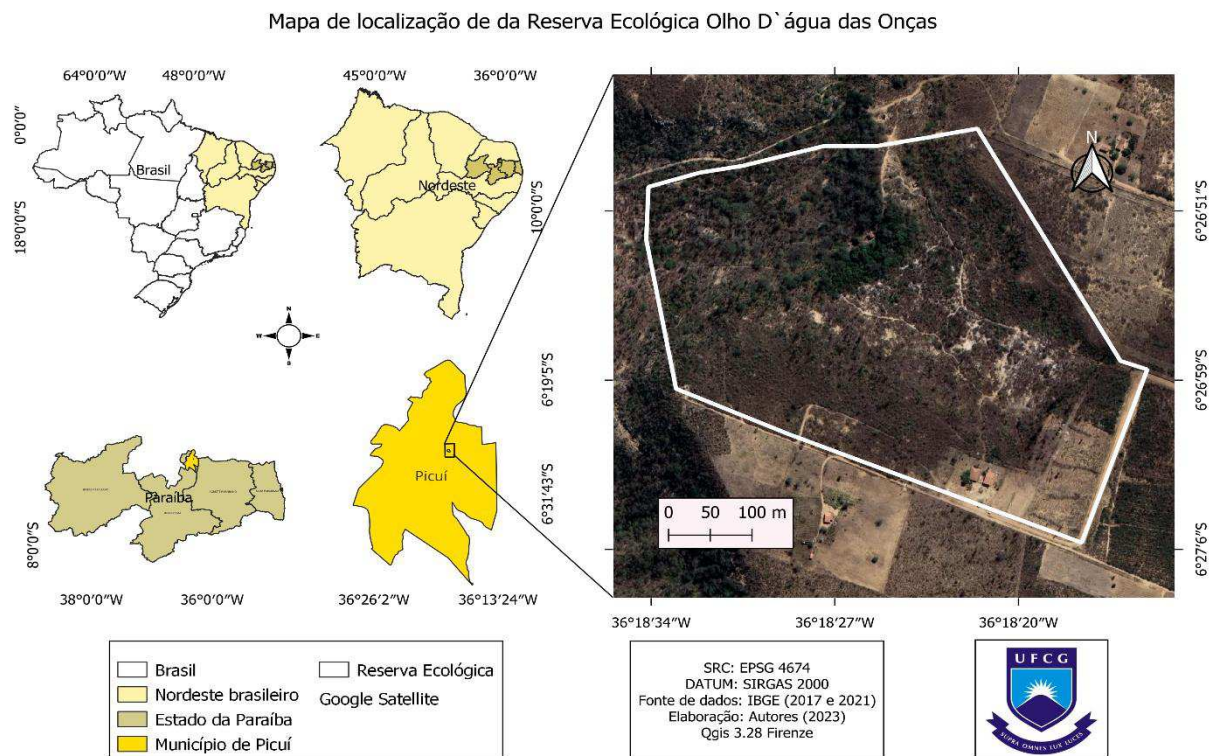 Mapa de localização de da Reserva Ecológica Olho D`água das Onças
64°0'0"W 48°0'0"W
45°0'0"W 36°0'0"W
0°0'0"
18°0'0"S
Brasil
Nordeste
10°0'0"S
N
6°26'51"S
6°26'59"S
6°27'6"S
N
W E
S
6°19'5"S
6°31'43"S
Picuí
Paraíba
8°0'0"S
38°0'0"W 36°0'0"W
36°26'2"W 36°13'24"W
0 50 100 m
36°18'34"W 36°18'27"W 36°18'20"W
Brasil
Nordeste brasileiro
Estado da Paraíba
Município de Picuí
Reserva Ecológica
Google Satellite
SRC: EPSG 4674
DATUM: SIRGAS 2000
Fonte de dados: IBGE (2017 e 2021)
Elaboração: Autores (2023)
Qgis 3.28 Firenze
UFCG
SUPRA OMNES LUX LUCES